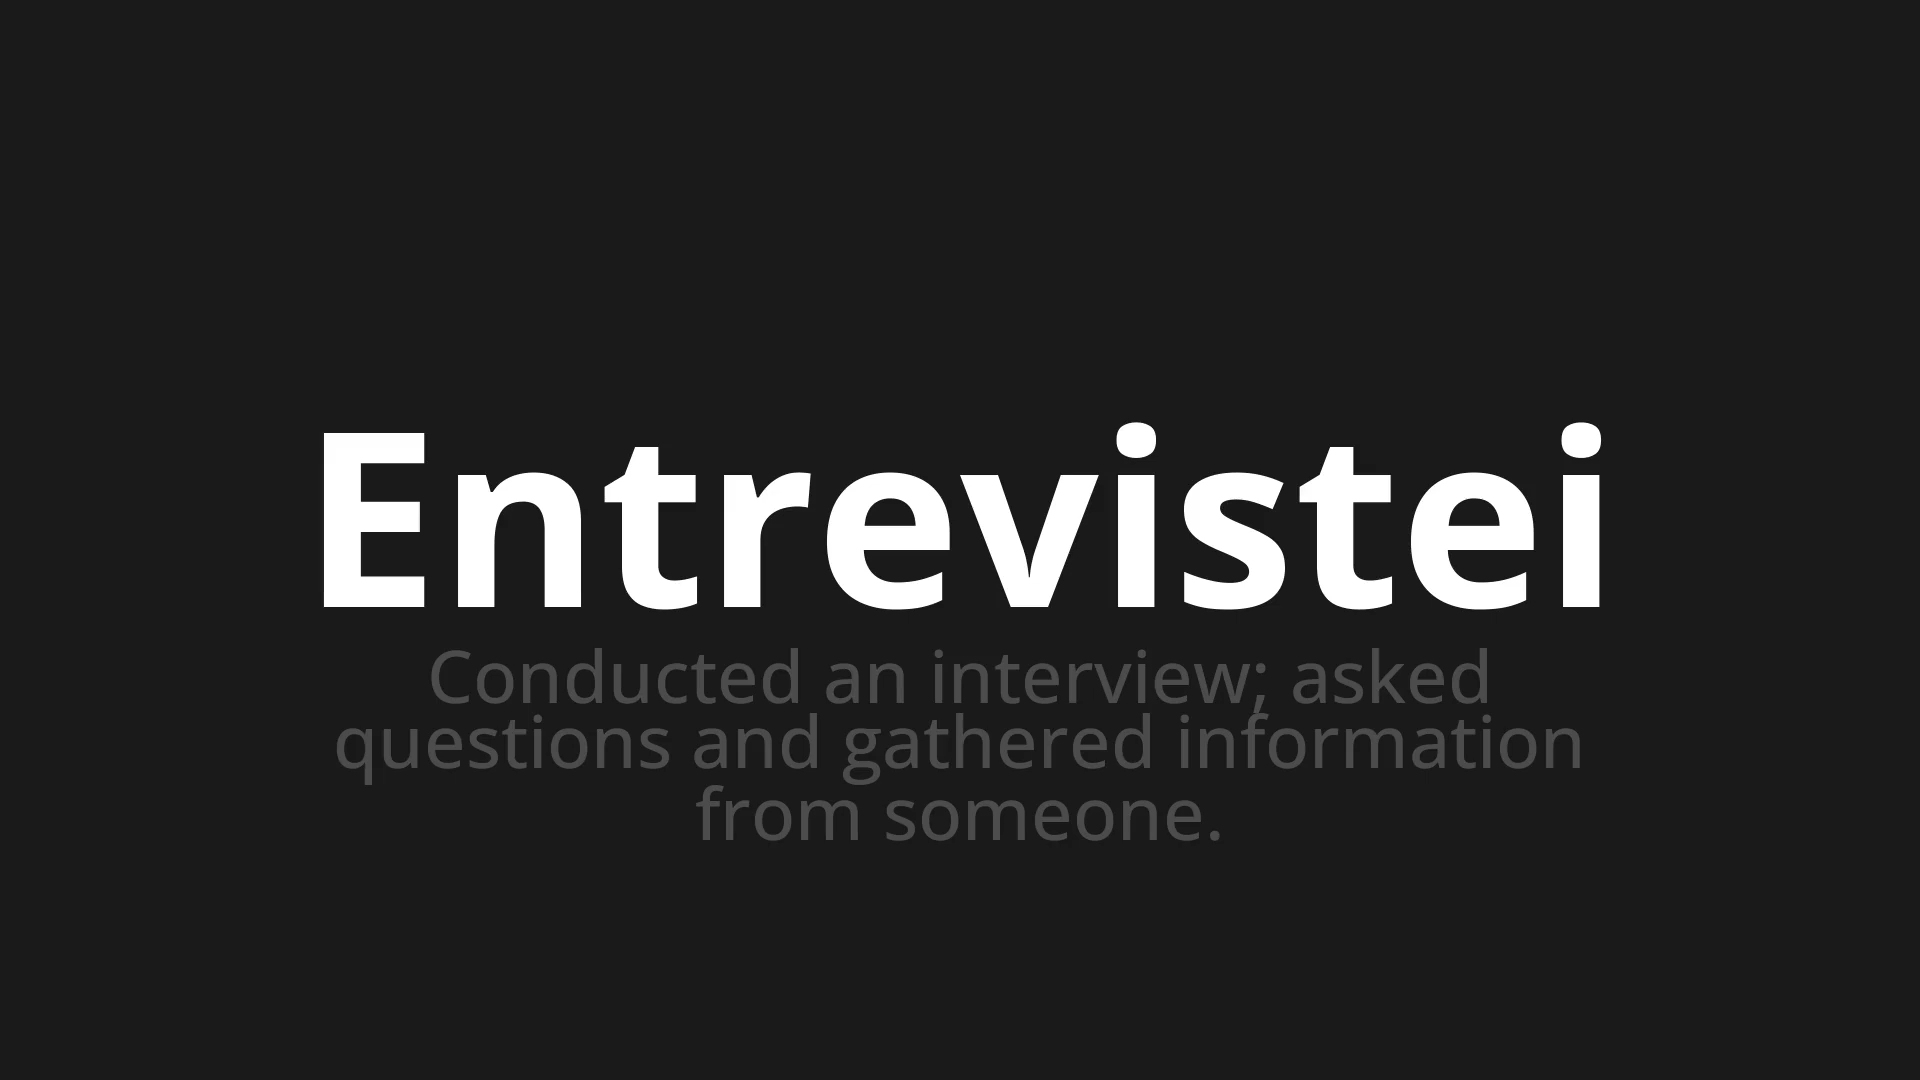 Entrevistei
Conducted an interview; asked
questions and gathered information
from someone.